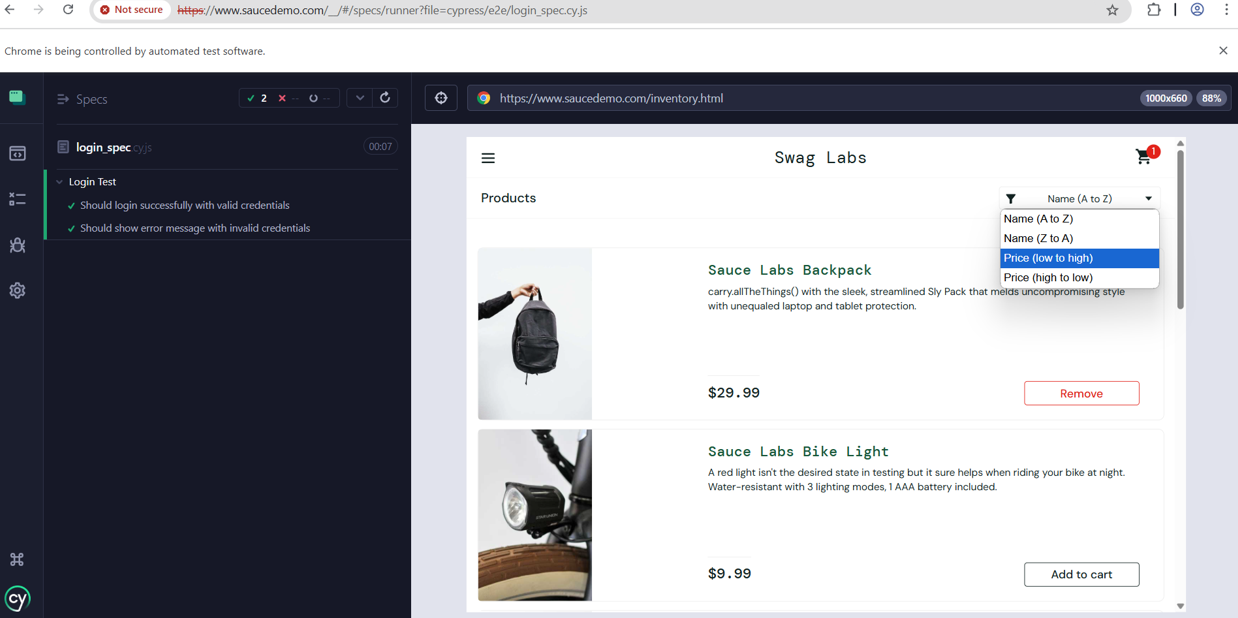 Not secure https://www.saucedemo.com/__/#/specs/runner?file=cypress/e2e/login_spec.cy.js
Chrome is being controlled by automated test software.
Specs 2 -- --
login_spec.cy.js 00:07
Login Test
Should login successfully with valid credentials
Should show error message with invalid credentials
cy
https://www.saucedemo.com/inventory.html 1000x660 88%
Swag Labs 1
Products Name (A to Z)
Name (A to Z)
Name (Z to A)
Price (low to high)
Price (high to low)
Sauce Labs Backpack
carry.allTheThings() with the sleek, streamlined Sly Pack that melds uncompromising style
with unequaled laptop and tablet protection.
$29.99 Remove
Sauce Labs Bike Light
A red light isn't the desired state in testing but it sure helps when riding your bike at night.
Water-resistant with 3 lighting modes, 1 AAA battery included.
$9.99 Add to cart